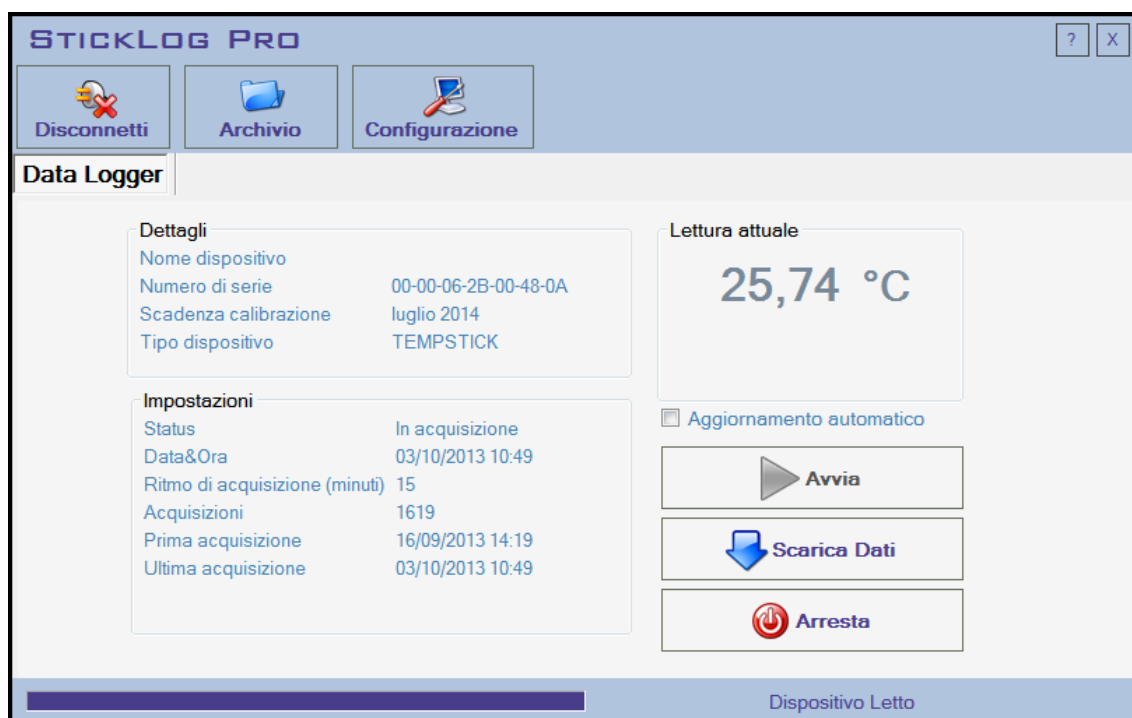 STICKLOG PRO
? X
Disconnetti Archivio Configurazione
Data Logger
Dettagli
Nome dispositivo
Numero di serie 00-00-06-2B-00-48-0A
Scadenza calibrazione luglio 2014
Tipo dispositivo TEMPSTICK
Impostazioni
Status In acquisizione
Data&Ora 03/10/2013 10:49
Ritmo di acquisizione (minuti) 15
Acquisizioni 1619
Prima acquisizione 16/09/2013 14:19
Ultima acquisizione 03/10/2013 10:49
Lettura attuale
25,74 °C
Aggiornamento automatico
Avvia
Scarica Dati
Arresta
Dispositivo Letto